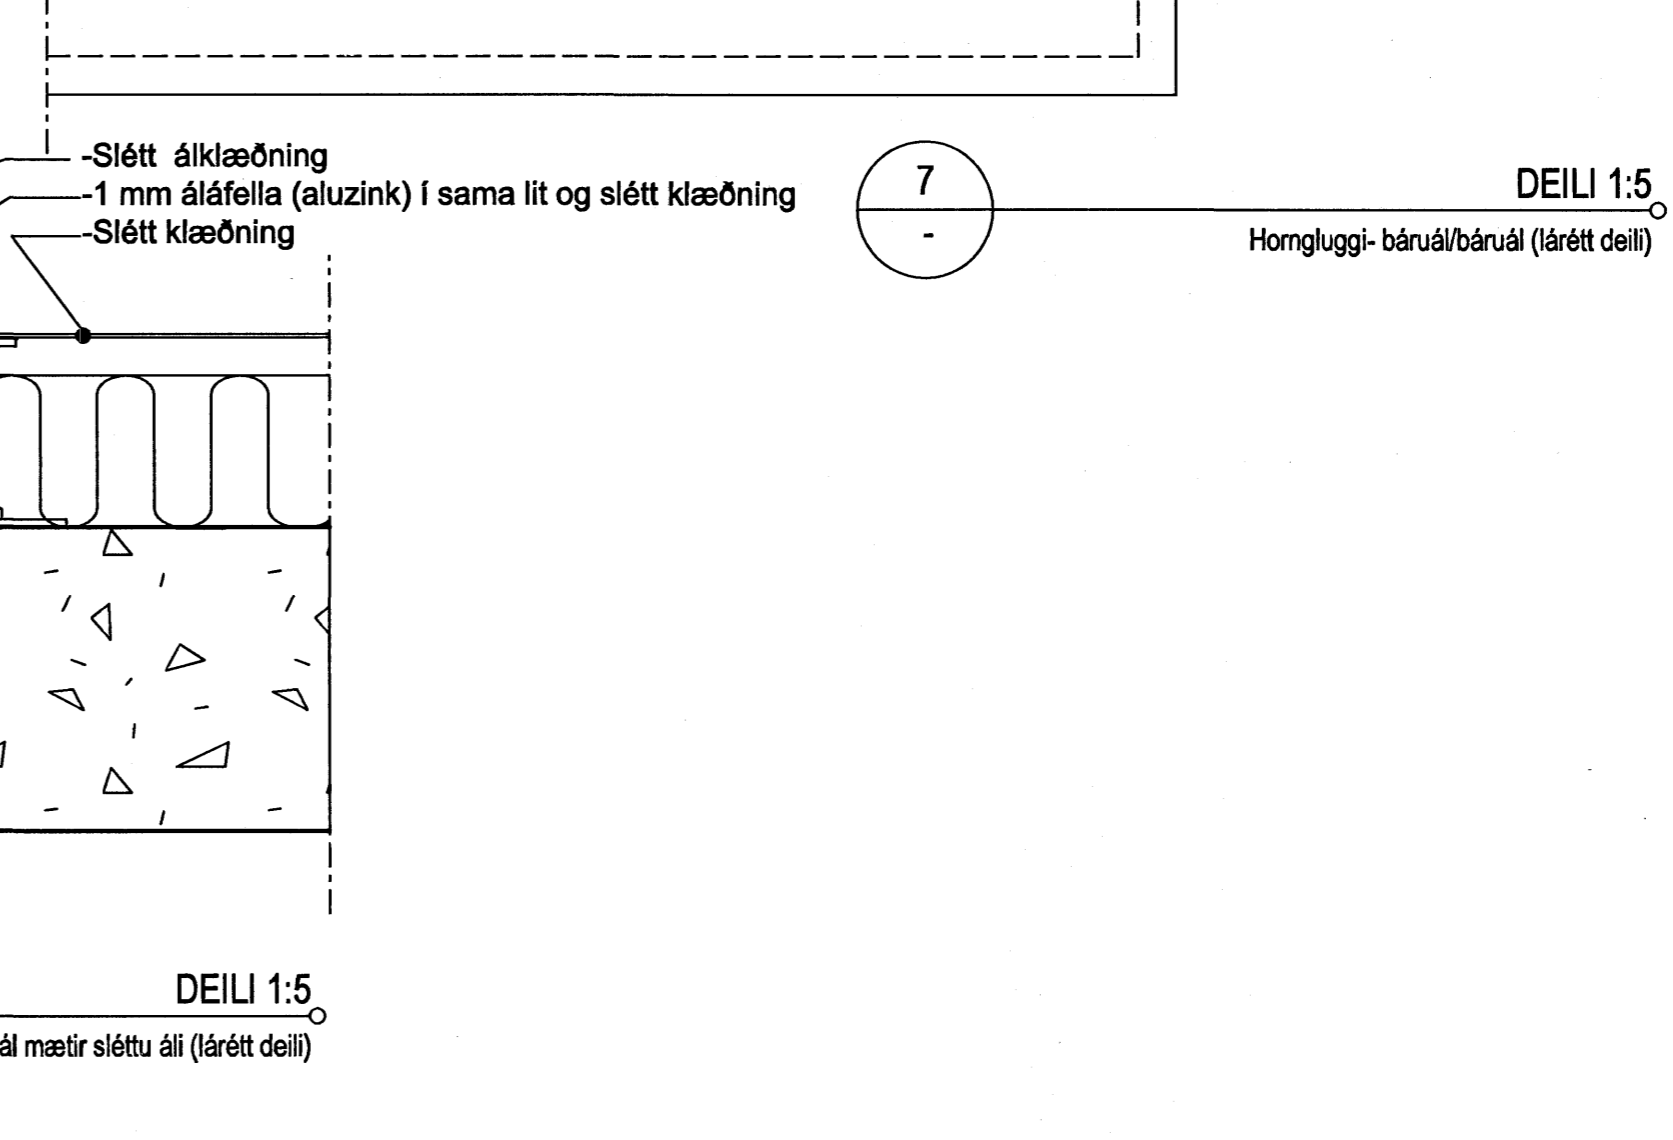 -Slétt álklæðning
-1 mm áláfella (aluzink) í sama lit og slétt klæðning
-Slétt klæðning
7
-
DEILI 1:5
Horngluggi- báruál/báruál (lárétt deili)
DEILI 1:5
ál mætir sléttu áli (lárétt deili)